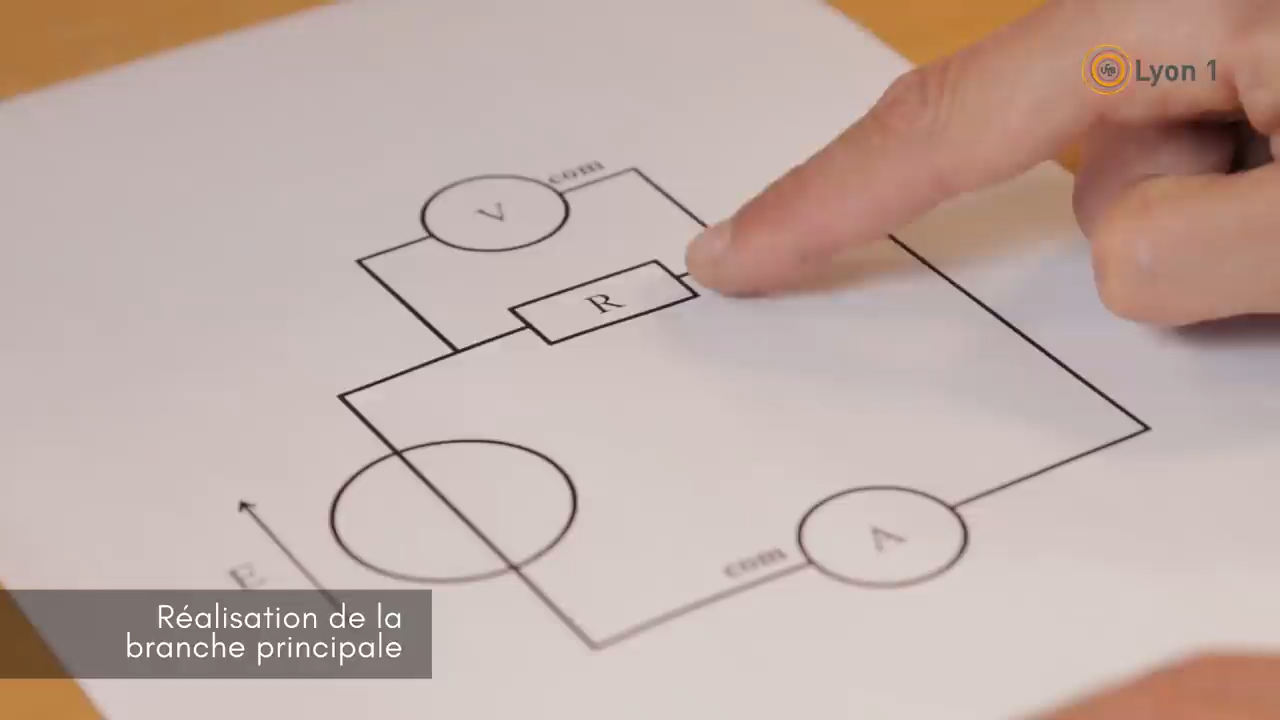 Lyon 1
com
V
R
A
com
E
Réalisation de la
branche principale